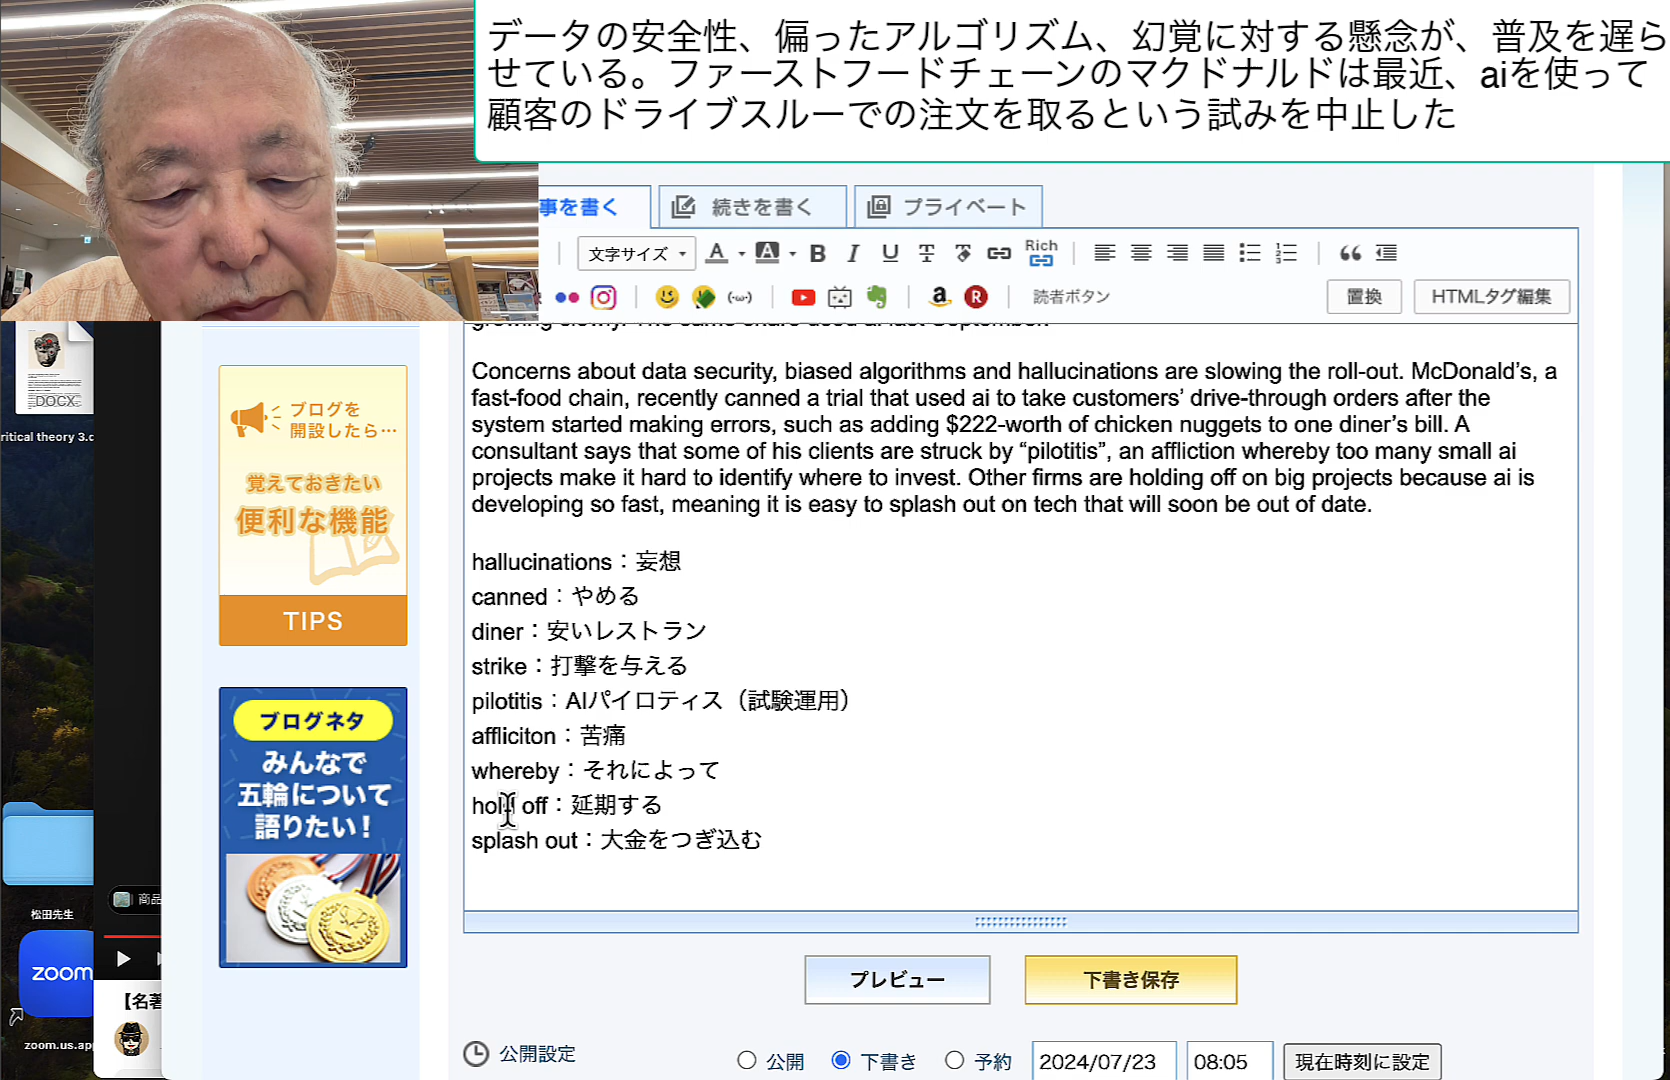 データの安全性、偏ったアルゴリズム、幻覚に対する懸念が、普及を遅ら
せている。ファーストフードチェーンのマクドナルドは最近、aiを使って
顧客のドライブスルーでの注文を取るという試みを中止した
事を書く
続きを書く
プライベート
文字サイズ
Rich
読者ボタン
置換
HTMLタグ編集
growing slowly. The same share used ai last September.
Concerns about data security, biased algorithms and hallucinations are slowing the roll-out. McDonald's, a
fast-food chain, recently canned a trial that used ai to take customers' drive-through orders after the
system started making errors, such as adding $222-worth of chicken nuggets to one diner's bill. A
consultant says that some of his clients are struck by “pilotitis”, an affliction whereby too many small ai
projects make it hard to identify where to invest. Other firms are holding off on big projects because ai is
developing so fast, meaning it is easy to splash out on tech that will soon be out of date.
hallucinations：妄想
canned：やめる
diner：安いレストラン
strike：打撃を与える
pilotitis：AIパイロティス（試験運用）
affliciton：苦痛
whereby：それによって
hold off：延期する
splash out：大金をつぎ込む
ブログを
開設したら…
覚えておきたい
便利な機能
TIPS
ブログネタ
みんなで
五輪について
語りたい！
DOCX
ritical theory 3.c
商品
松田先生
zoom
【名著
zoom.us.app
プレビュー
下書き保存
公開設定
公開
下書き
予約
2024/07/23
08:05
現在時刻に設定